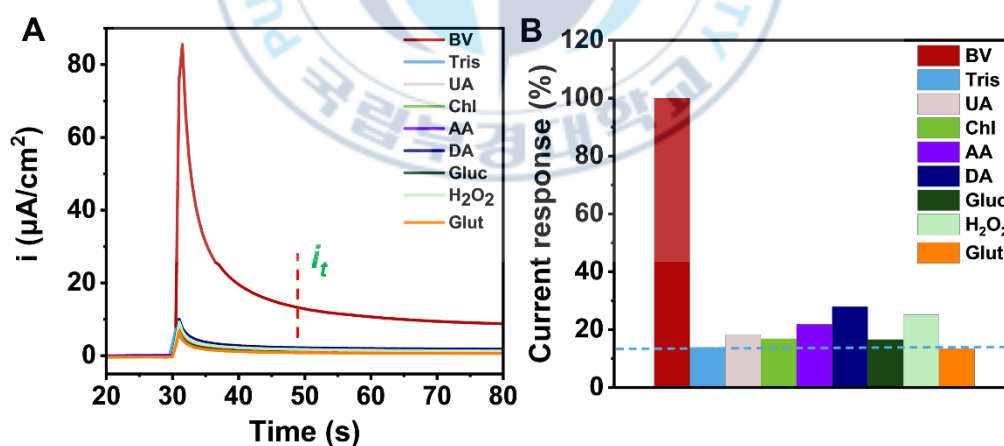 A
i (µA/cm²)
80
60
40
20
0
20 30 40 50 60 70 80
Time (s)
BV
Tris
UA
Chl
AA
DA
Gluc
H₂O₂
Glut
iₜ
B
Current response (%)
120
100
80
60
40
20
0
BV
Tris
UA
Chl
AA
DA
Gluc
H₂O₂
Glut